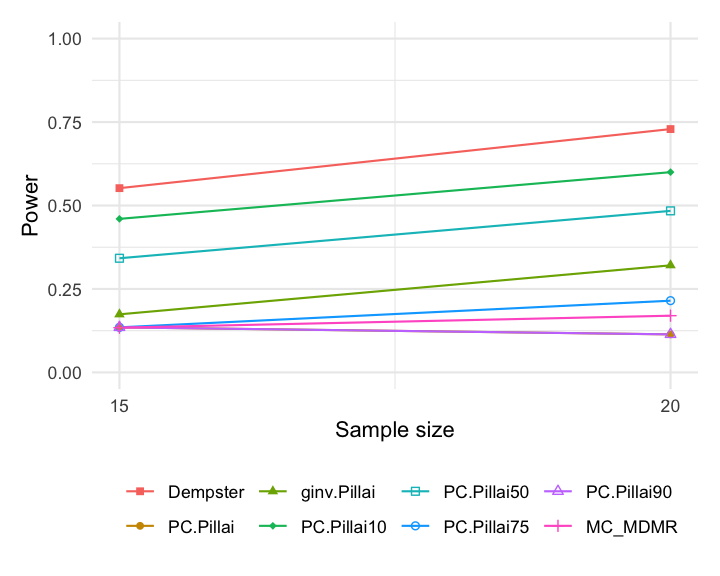 1.00
0.75
0.50
0.25
0.00
Power
15 20
Sample size
Dempster ginv.Pillai PC.Pillai50 PC.Pillai90
PC.Pillai PC.Pillai10 PC.Pillai75 MC_MDMR